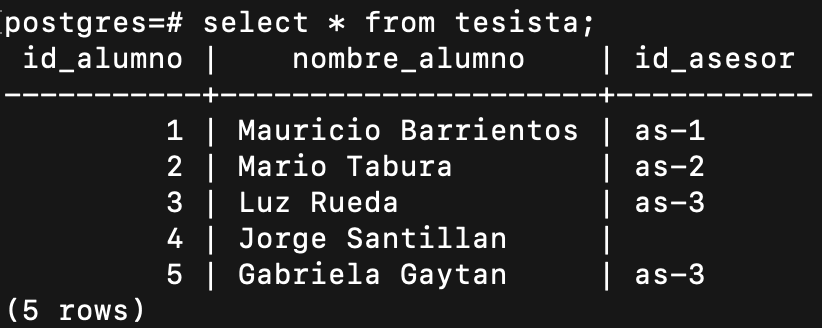 postgres=# select * from tesista;
 id_alumno |    nombre_alumno    | id_asesor
-----------+---------------------+-----------
         1 | Mauricio Barrientos | as-1
         2 | Mario Tabura        | as-2
         3 | Luz Rueda           | as-3
         4 | Jorge Santillan     |
         5 | Gabriela Gaytan     | as-3
(5 rows)